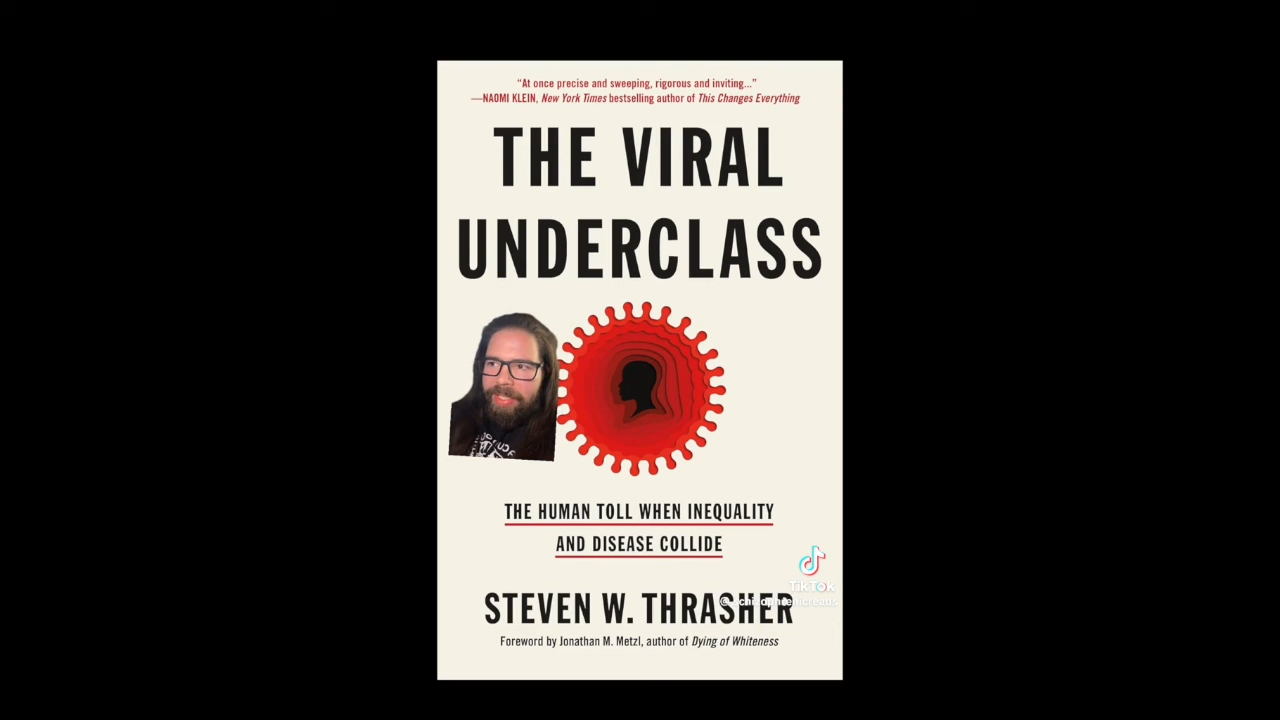 "At once precise and sweeping, rigorous and inviting..."
—NAOMI KLEIN, New York Times bestselling author of This Changes Everything
THE VIRAL
UNDERCLASS
THE HUMAN TOLL WHEN INEQUALITY
AND DISEASE COLLIDE
STEVEN W. THRASHER
Foreword by Jonathan M. Metzl, author of Dying of Whiteness
TikTok